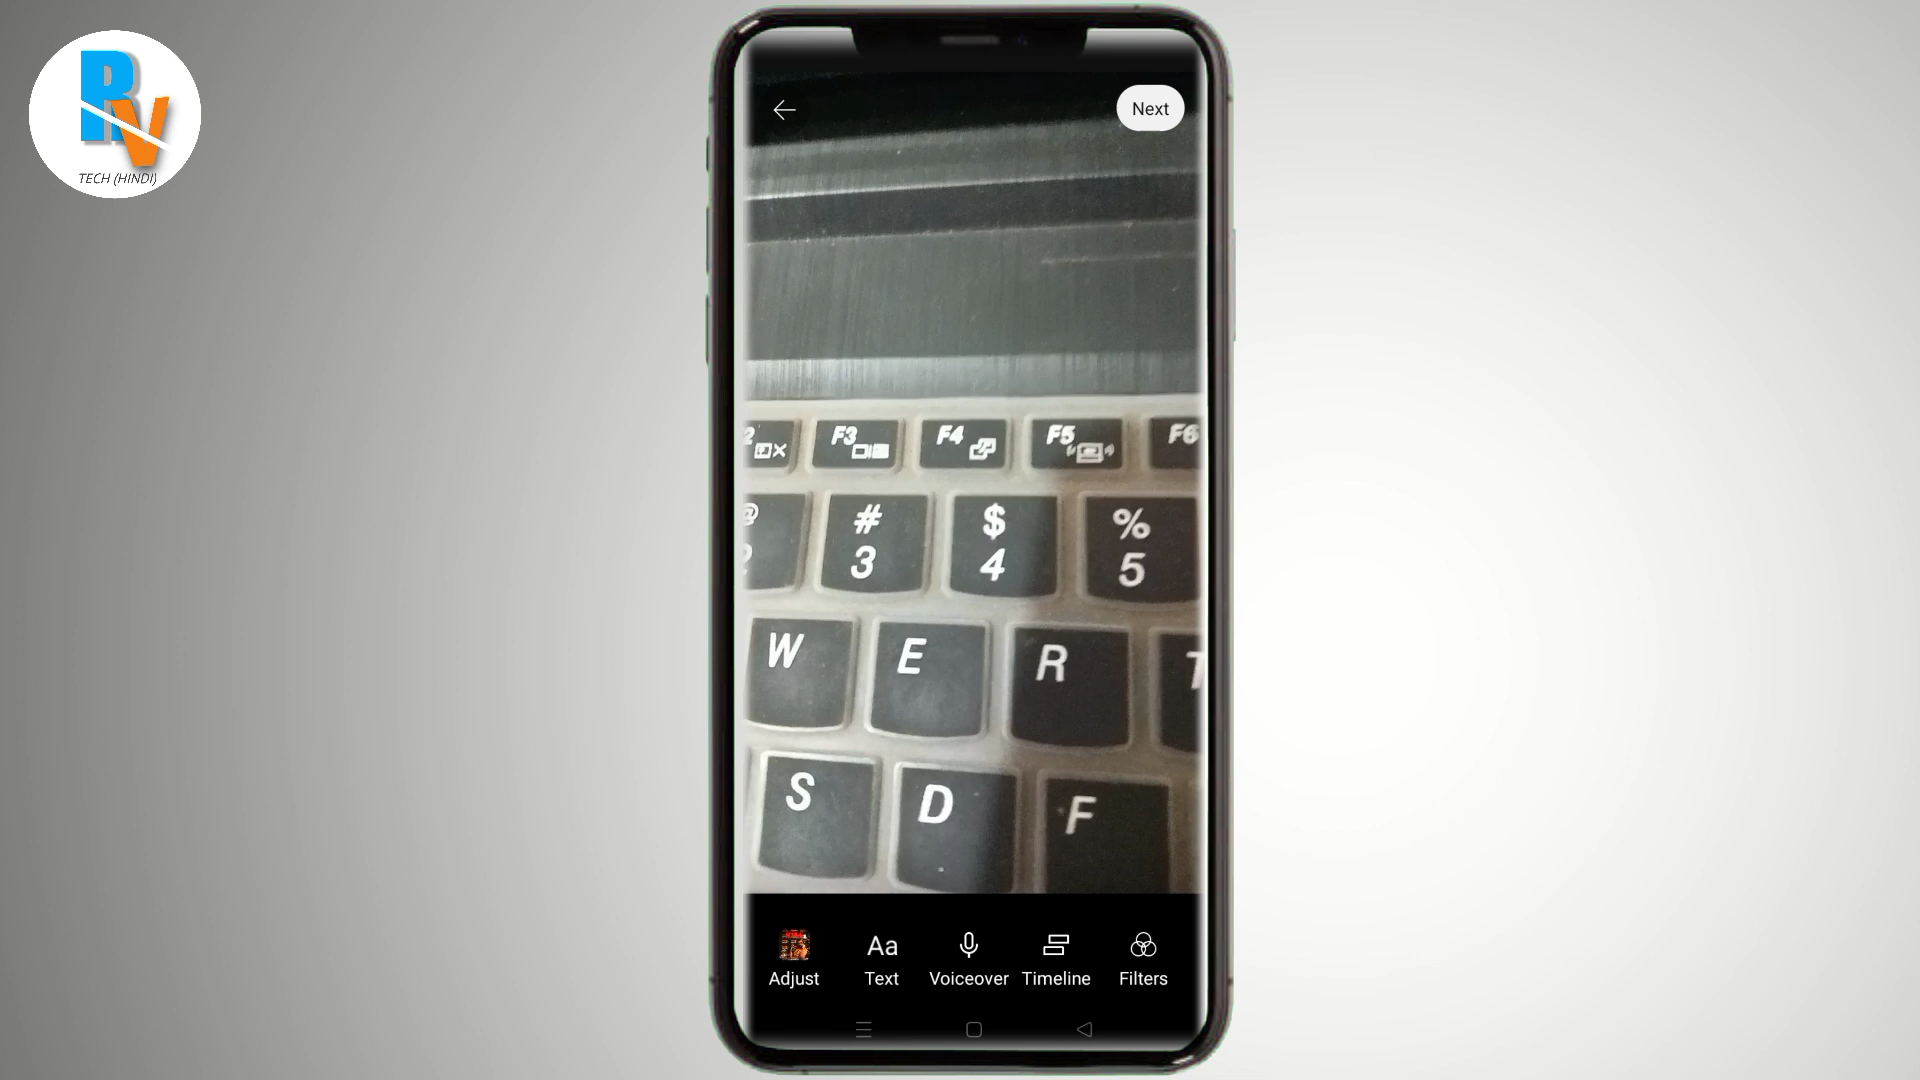 RV
TECH (HINDI)
Next
F3 F4 F5 F6
# $ %
3 4 5
W E R T
S D F
Aa
Adjust Text Voiceover Timeline Filters